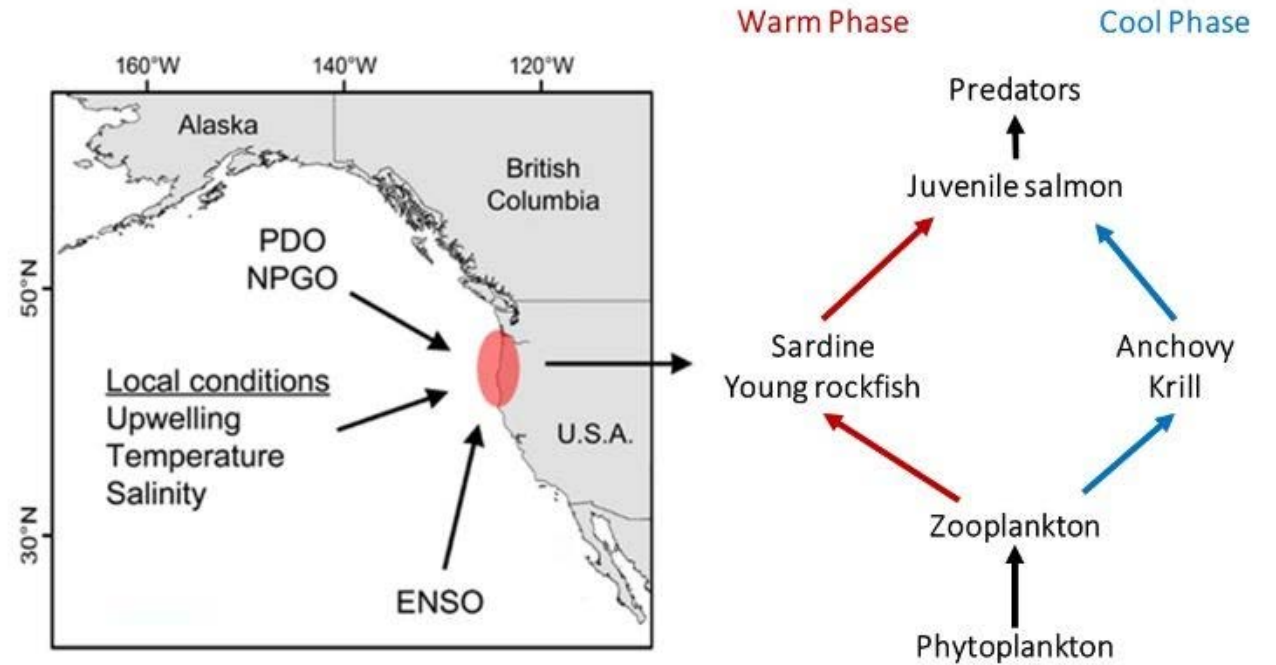 160°W
140°W
120°W
50°N
30°N
Alaska
British
Columbia
PDO
NPGO
Local conditions
Upwelling
Temperature
Salinity
U.S.A.
ENSO
Warm Phase
Cool Phase
Predators
Juvenile salmon
Sardine
Young rockfish
Anchovy
Krill
Zooplankton
Phytoplankton